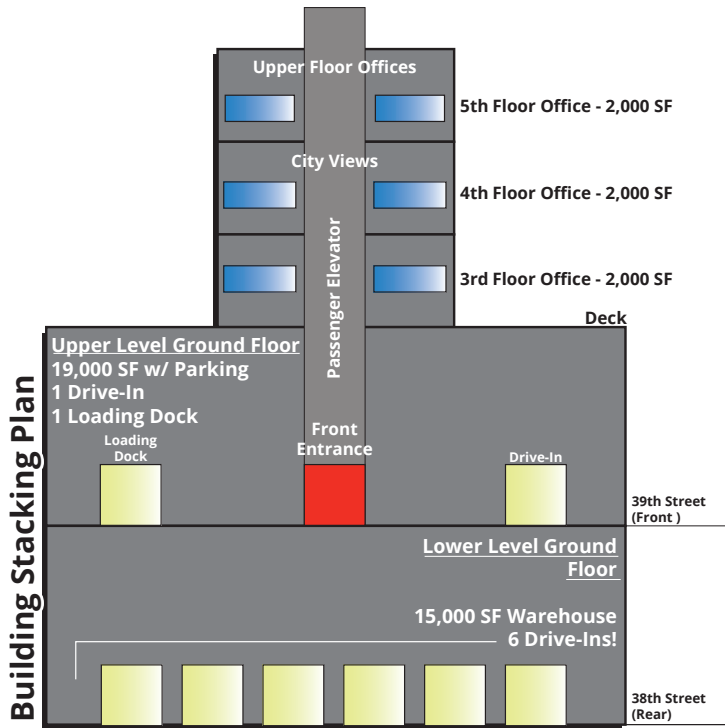 Building Stacking Plan
Upper Floor Offices
5th Floor Office - 2,000 SF
City Views
4th Floor Office - 2,000 SF
3rd Floor Office - 2,000 SF
Passenger Elevator
Deck
Upper Level Ground Floor
19,000 SF w/ Parking
1 Drive-In
1 Loading Dock
Loading
Dock
Front
Entrance
Drive-In
39th Street
(Front )
Lower Level Ground
Floor
15,000 SF Warehouse
6 Drive-Ins!
38th Street
(Rear)